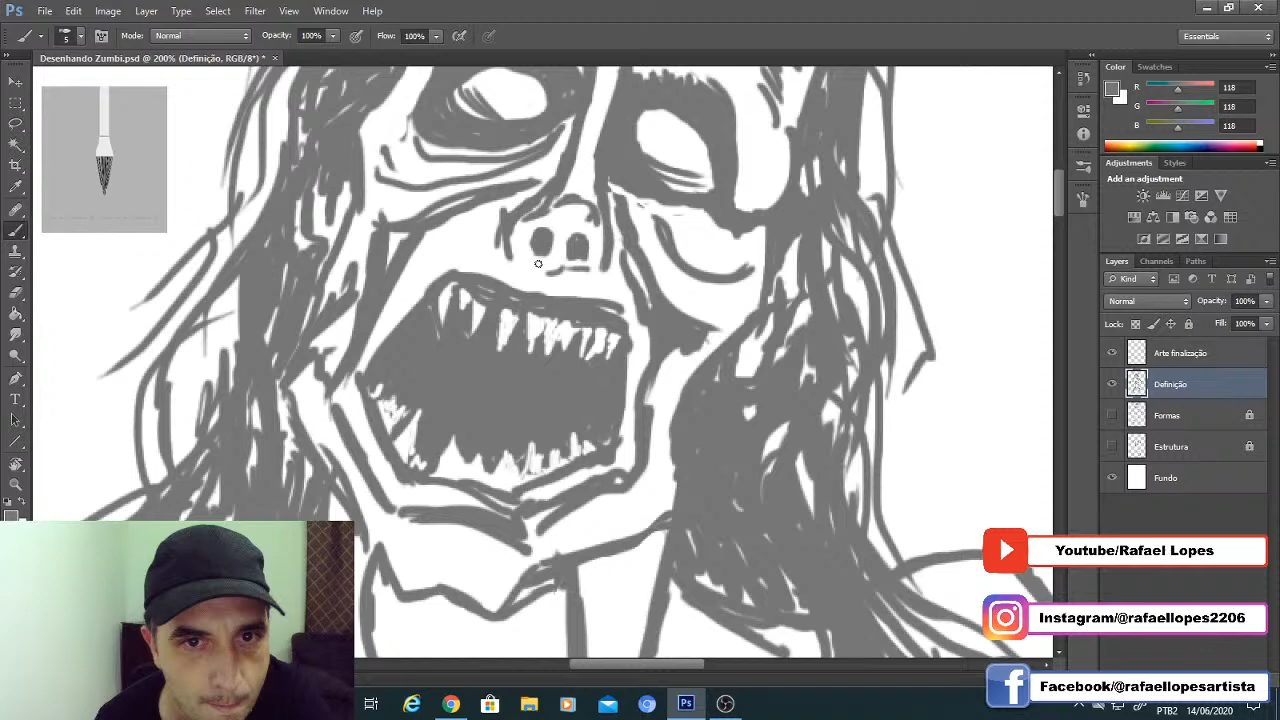 Ps File Edit Image Layer Type Select Filter View Window Help
5 Mode: Normal Opacity: 100% Flow: 100% Essentials
Desenhando Zumbi.psd @ 200% (Definição, RGB/8*) * ×
Color Swatches
R 118
G 118
B 118
Adjustments Styles
Add an adjustment
Layers Channels Paths
Kind
Normal Opacity: 100%
Lock: Fill: 100%
Arte finalização
Definição
Formas
Estrutura
Fundo
Youtube/Rafael Lopes
Instagram/@rafaellopes2206
Facebook/@rafaellopesartista
Ps
PTB2 14/06/2020